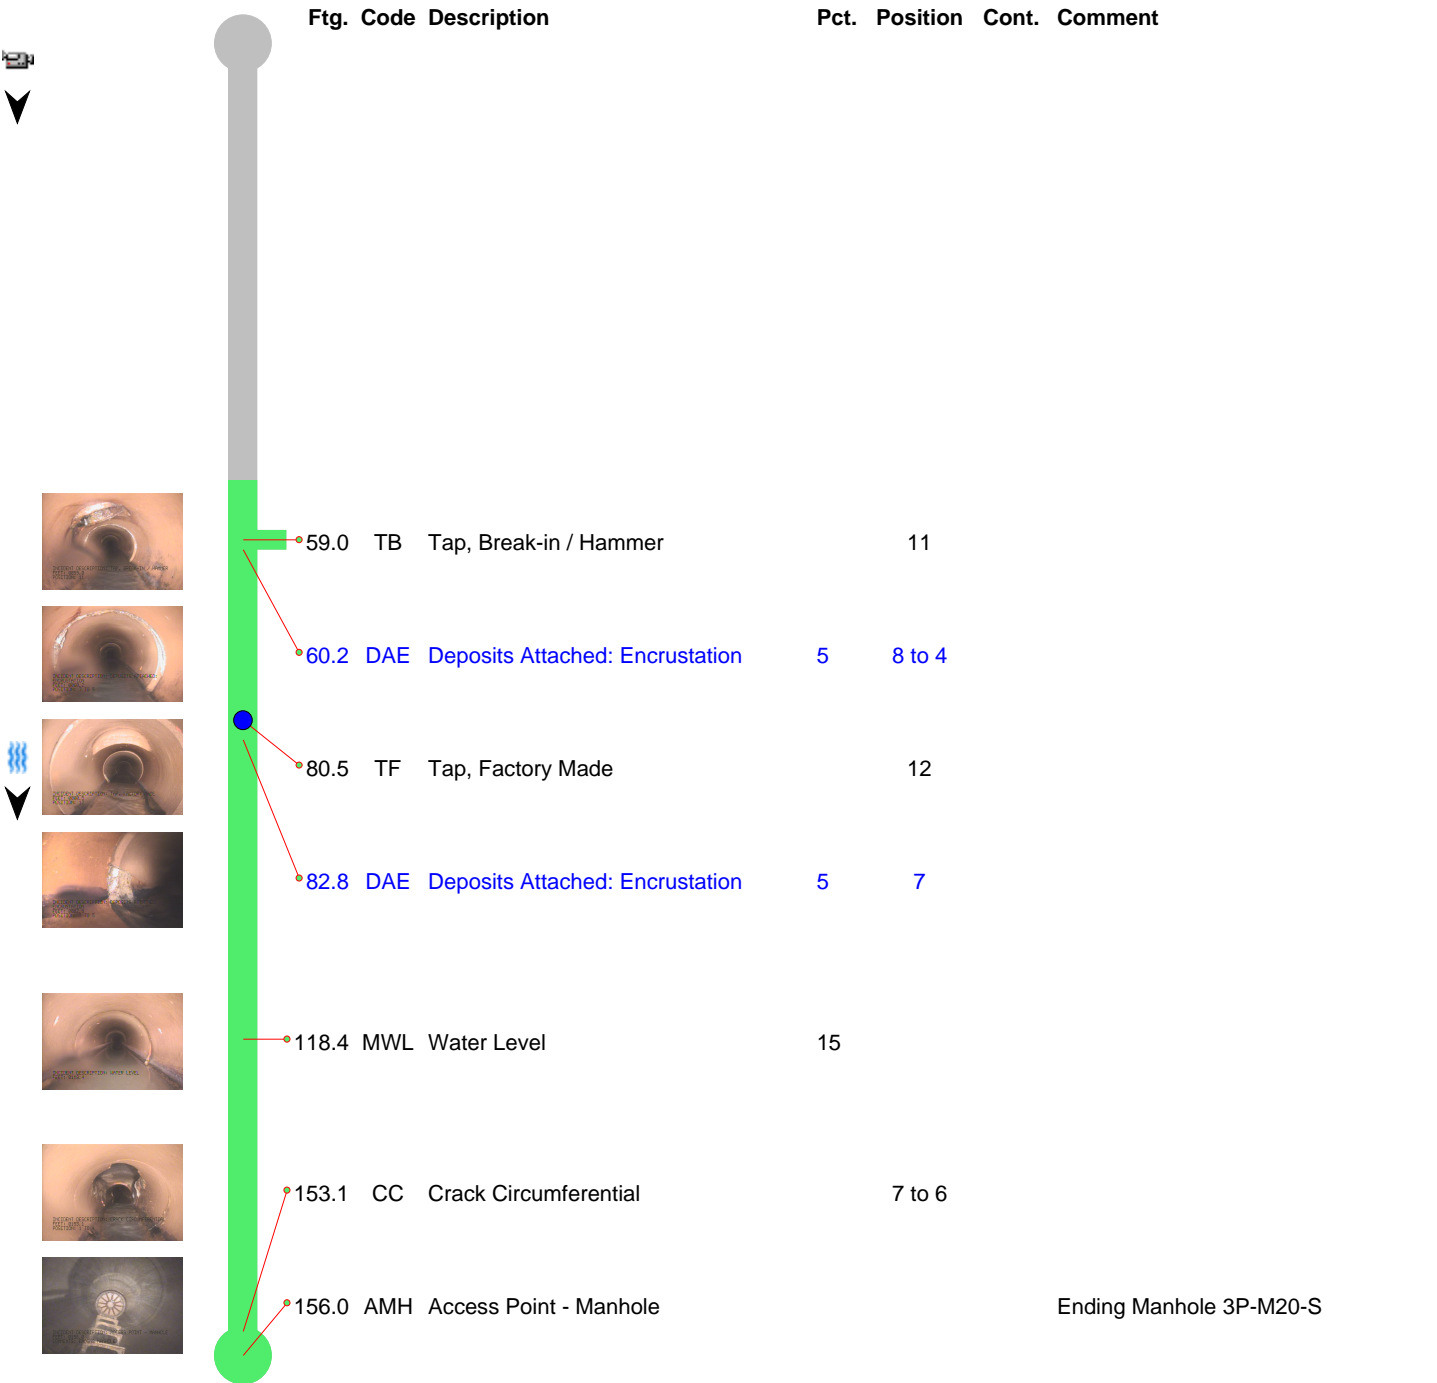 Ftg. Code Description Pct. Position Cont. Comment
59.0 TB Tap, Break-in / Hammer 11
60.2 DAE Deposits Attached: Encrustation 5 8 to 4
80.5 TF Tap, Factory Made 12
82.8 DAE Deposits Attached: Encrustation 5 7
118.4 MWL Water Level 15
153.1 CC Crack Circumferential 7 to 6
156.0 AMH Access Point - Manhole Ending Manhole 3P-M20-S